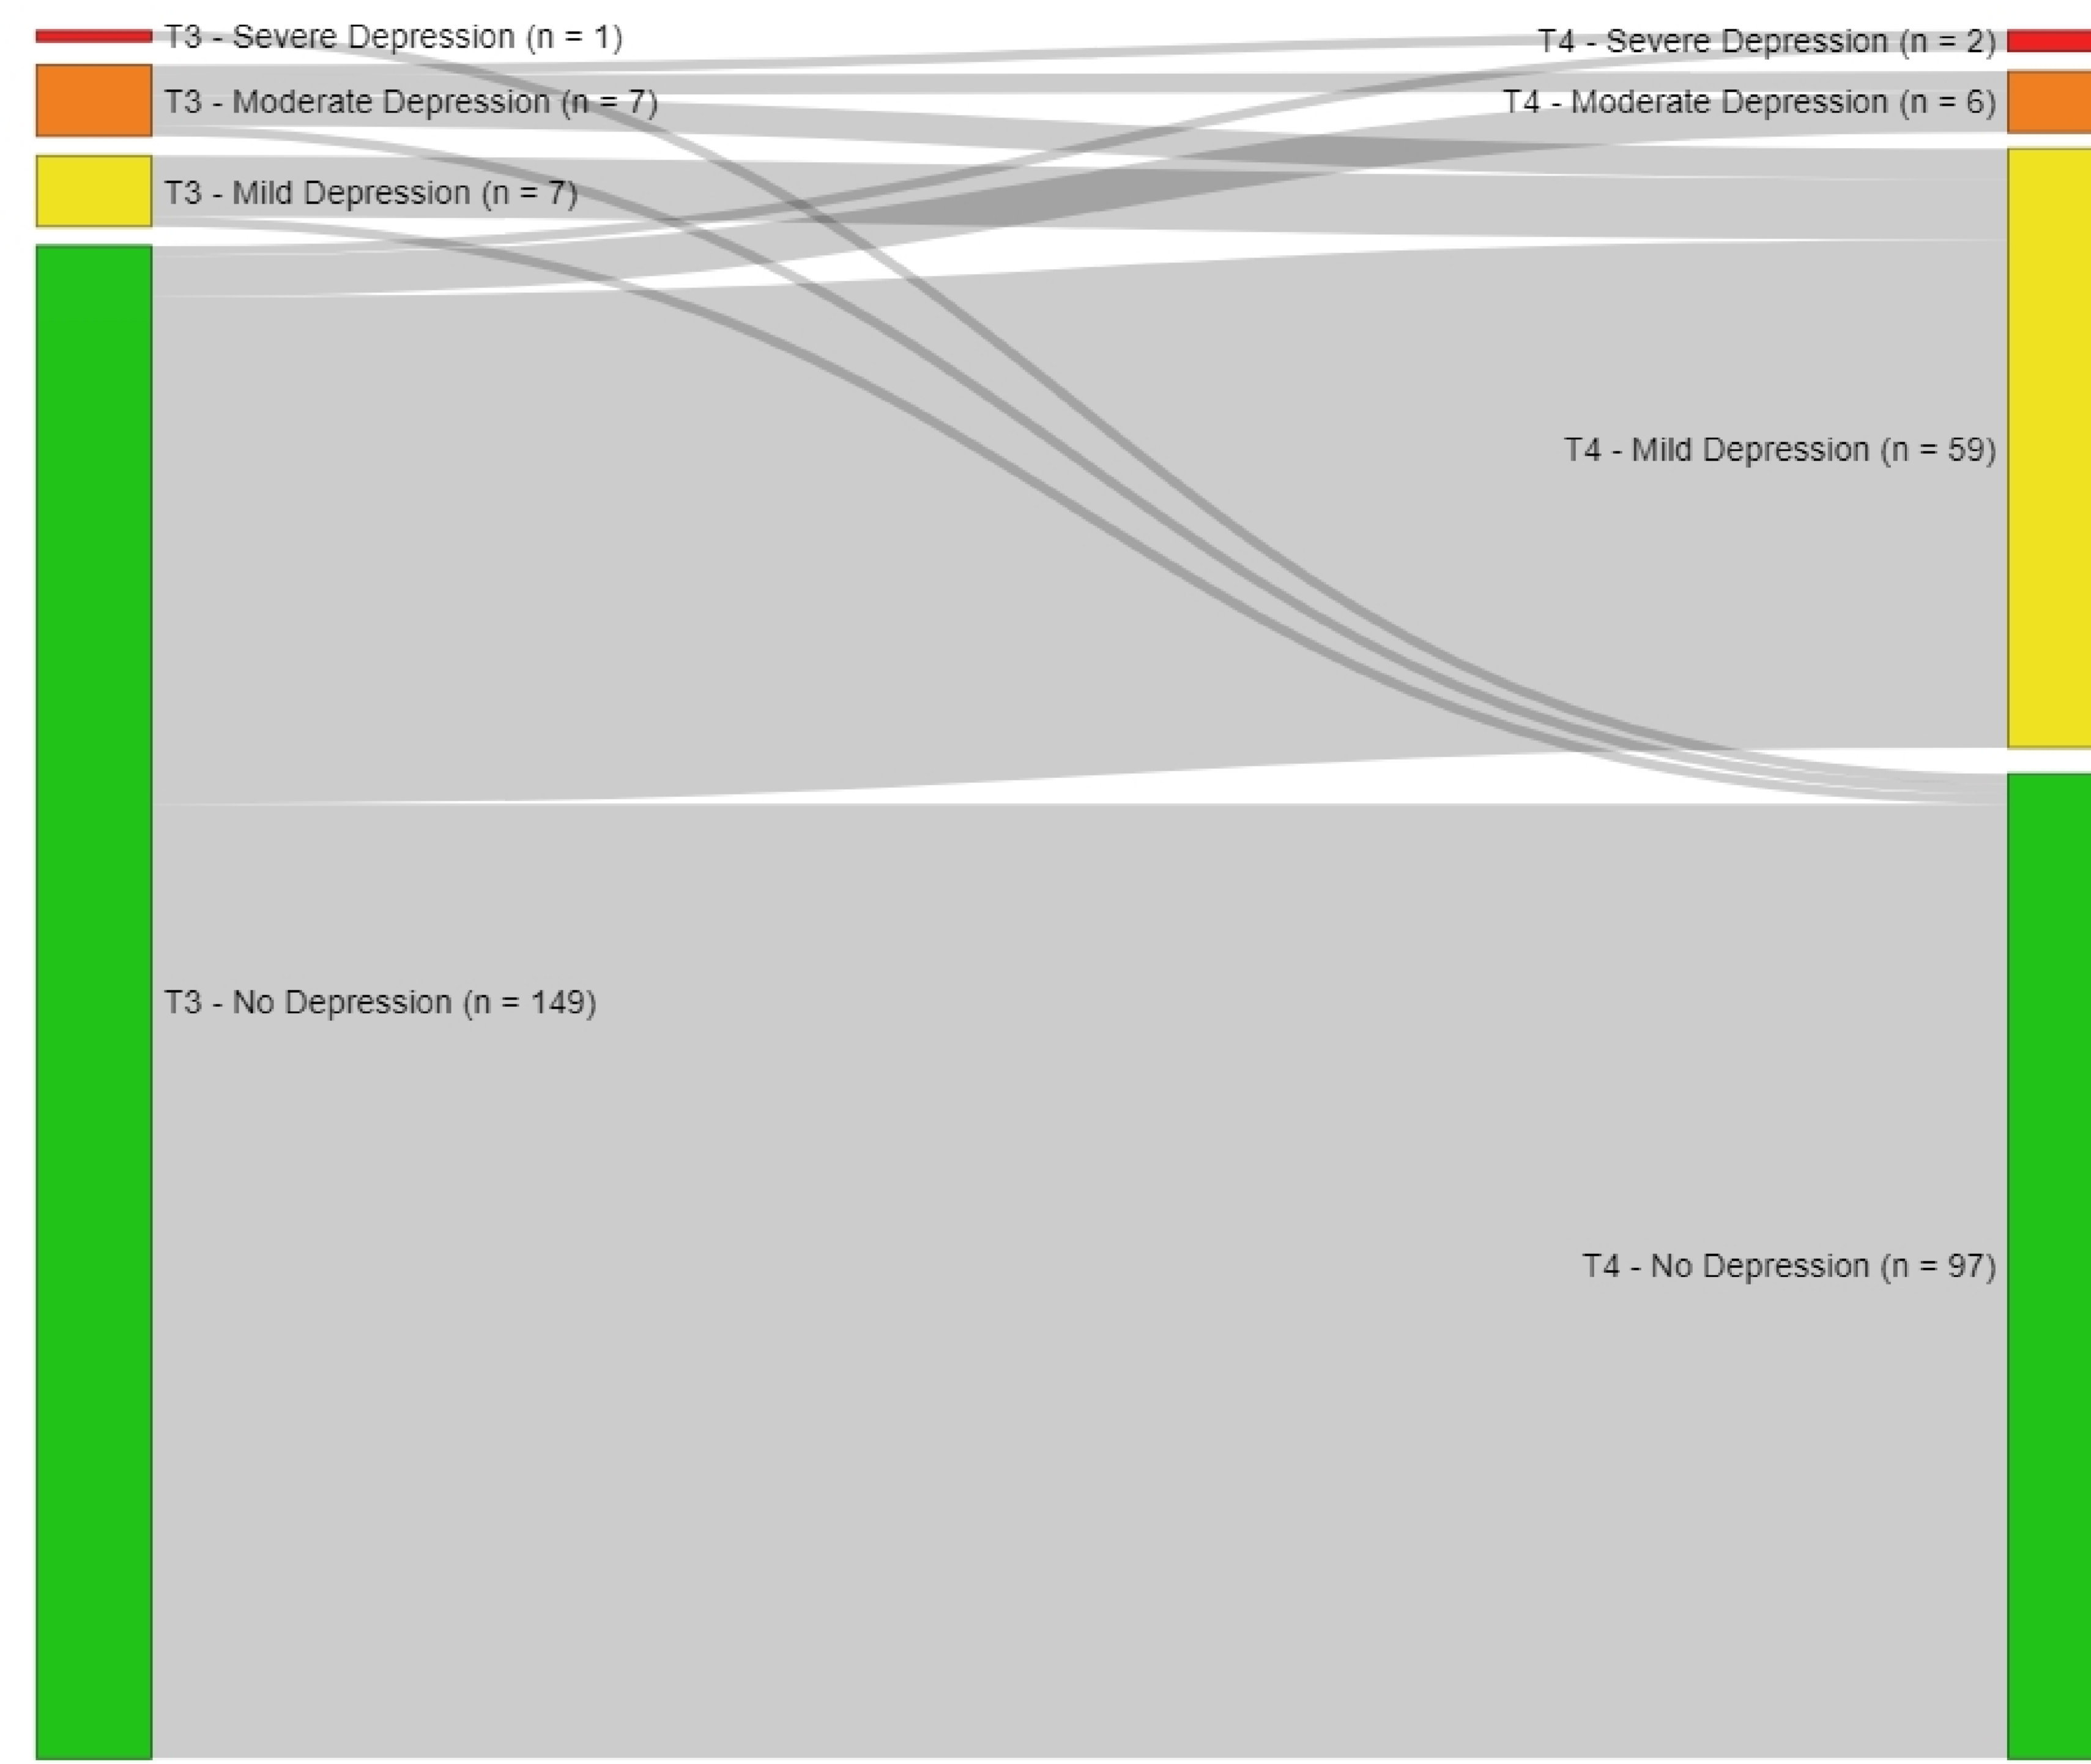 T3 - Severe Depression (n = 1)
T4 - Severe Depression (n = 2)
T3 - Moderate Depression (n = 7)
T4 - Moderate Depression (n = 6)
T3 - Mild Depression (n = 7)
T4 - Mild Depression (n = 59)
T3 - No Depression (n = 149)
T4 - No Depression (n = 97)